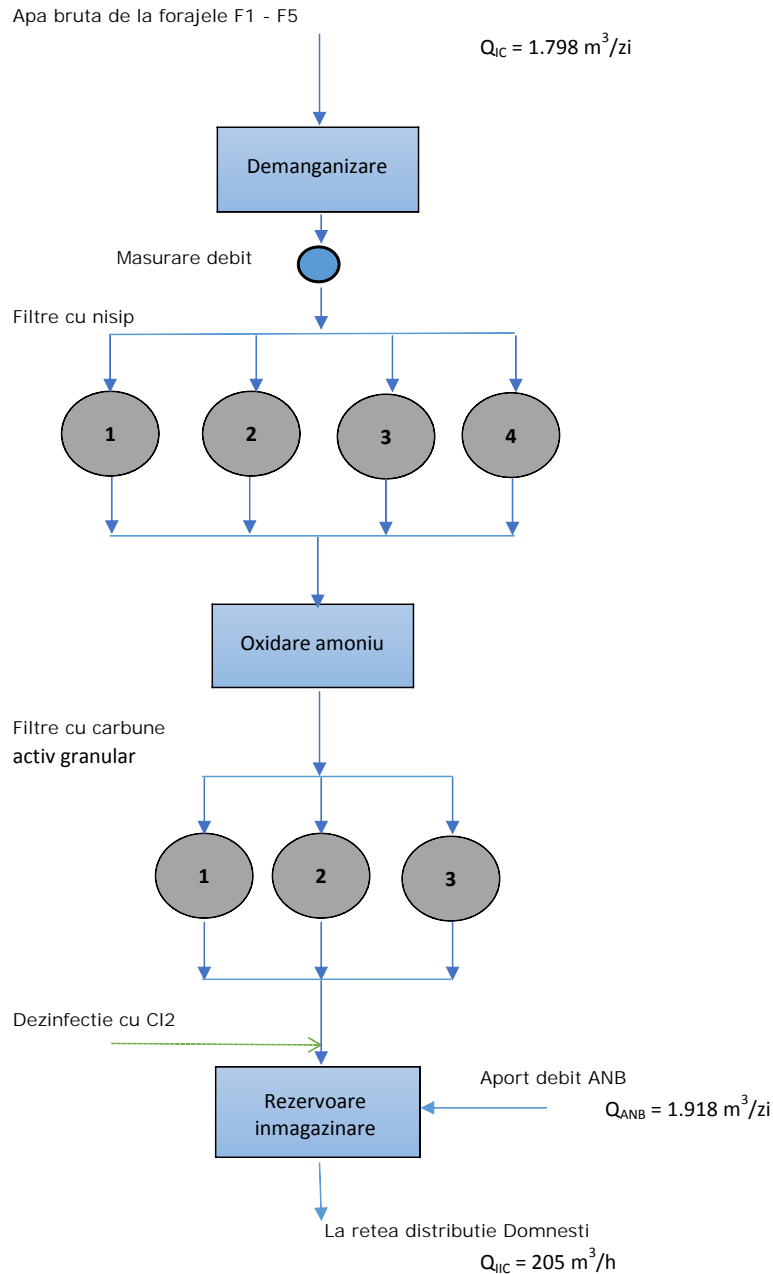 Apa bruta de la forajele F1 - F5
Q_IC = 1.798 m³/zi
Demanganizare
Masurare debit
Filtre cu nisip
1 2 3 4
Oxidare amoniu
Filtre cu carbune
activ granular
1 2 3
Dezinfectie cu Cl2
Aport debit ANB
Q_ANB = 1.918 m³/zi
Rezervoare
inmagazinare
La retea distributie Domnesti
Q_IIC = 205 m³/h